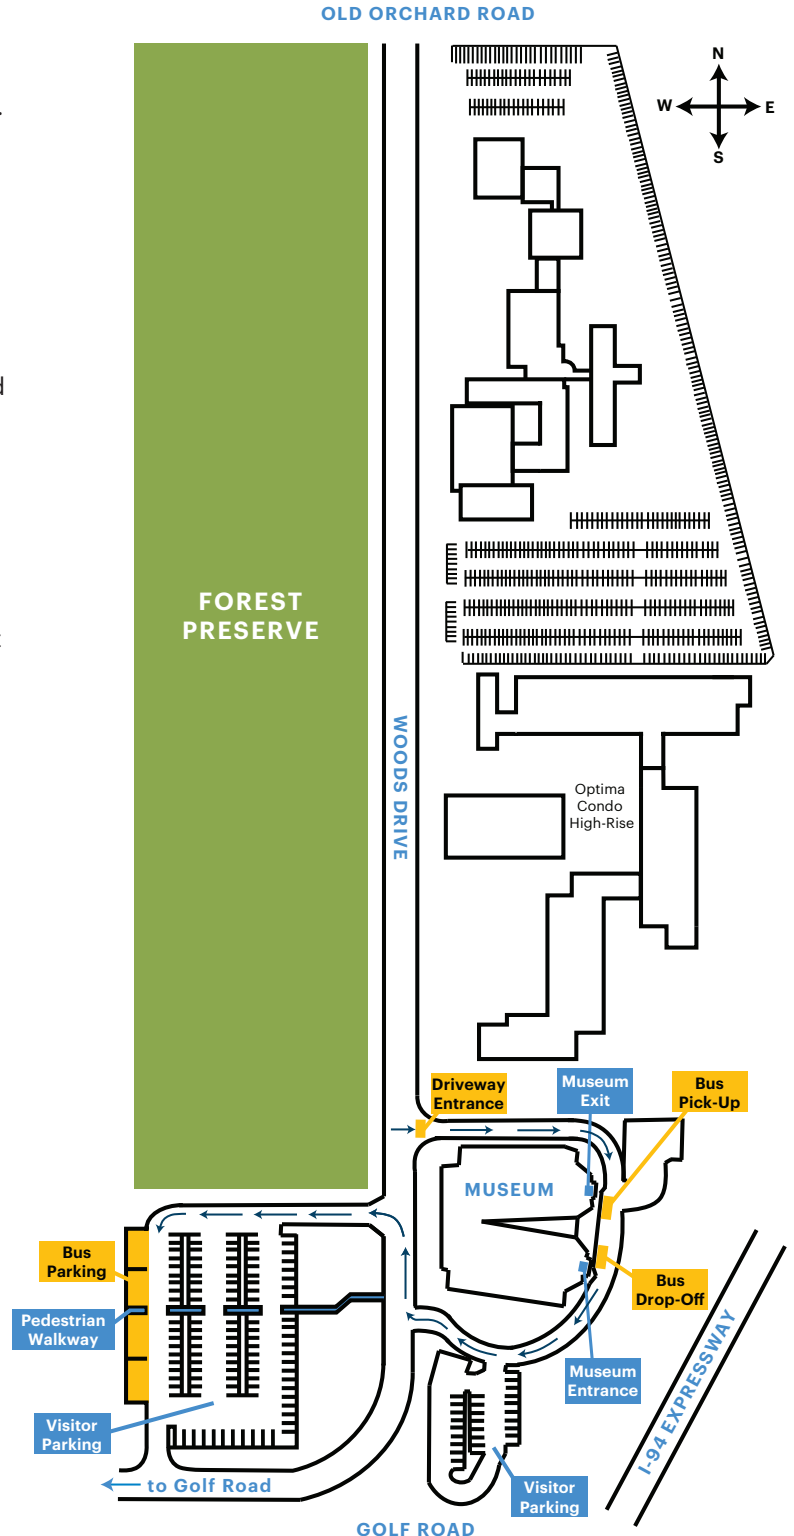 OLD ORCHARD ROAD
N
W
E
S
FOREST
PRESERVE
WOODS DRIVE
Optima
Condo
High-Rise
Driveway
Entrance
Museum
Exit
Bus
Pick-Up
MUSEUM
Bus
Parking
Pedestrian
Walkway
Bus
Drop-Off
Museum
Entrance
I-94 EXPRESSWAY
Visitor
Parking
to Golf Road
Visitor
Parking
GOLF ROAD